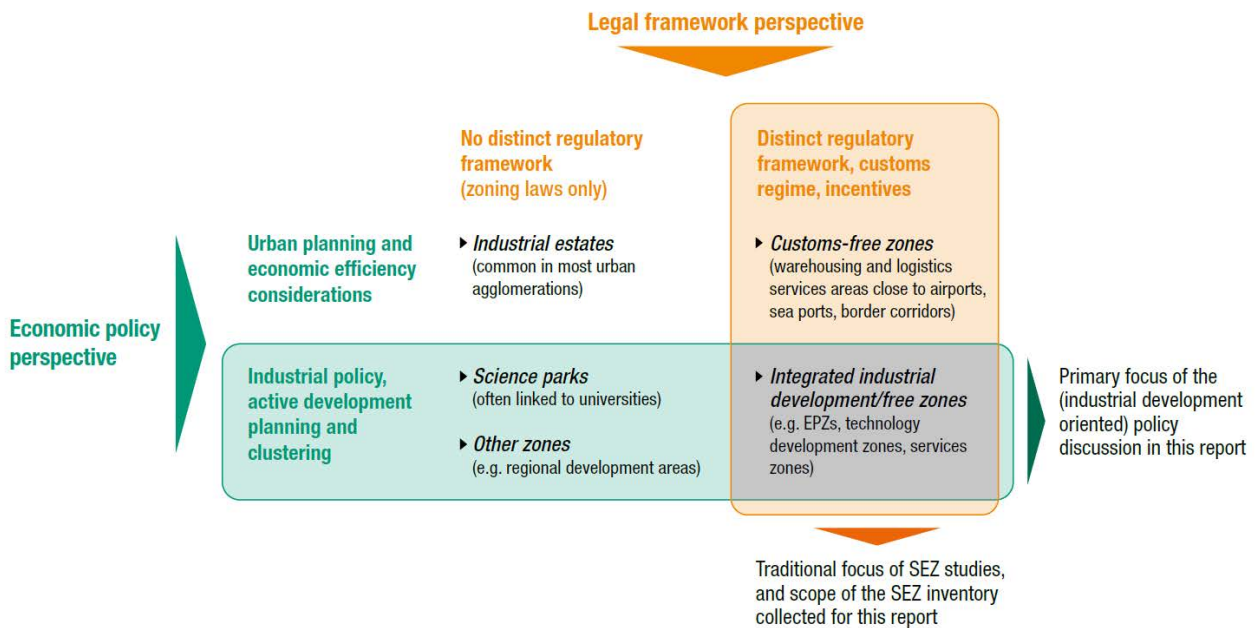 Legal framework perspective
No distinct regulatory
framework
(zoning laws only)
Distinct regulatory
framework, customs
regime, incentives
Economic policy
perspective
Urban planning and
economic efficiency
considerations
Industrial estates
(common in most urban
agglomerations)
Customs-free zones
(warehousing and logistics
services areas close to airports,
sea ports, border corridors)
Industrial policy,
active development
planning and
clustering
Science parks
(often linked to universities)
Other zones
(e.g. regional development areas)
Integrated industrial
development/free zones
(e.g. EPZs, technology
development zones, services
zones)
Primary focus of the
(industrial development
oriented) policy
discussion in this report
Traditional focus of SEZ studies,
and scope of the SEZ inventory
collected for this report